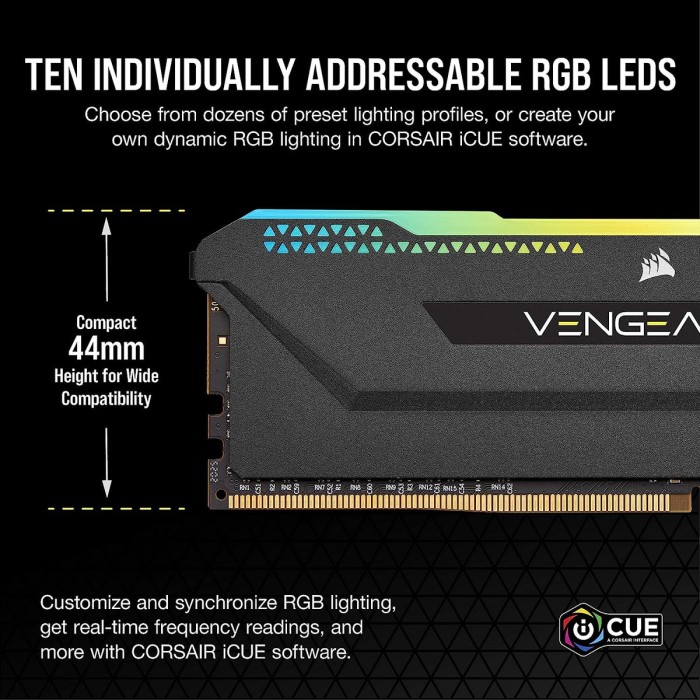 TEN INDIVIDUALLY ADDRESSABLE RGB LEDS
Choose from dozens of preset lighting profiles, or create your
own dynamic RGB lighting in CORSAIR iCUE software.
Compact
44mm
Height for Wide
Compatibility
VENGEA
Customize and synchronize RGB lighting,
get real-time frequency readings, and
more with CORSAIR iCUE software.
iCUE
A CORSAIR INTERFACE